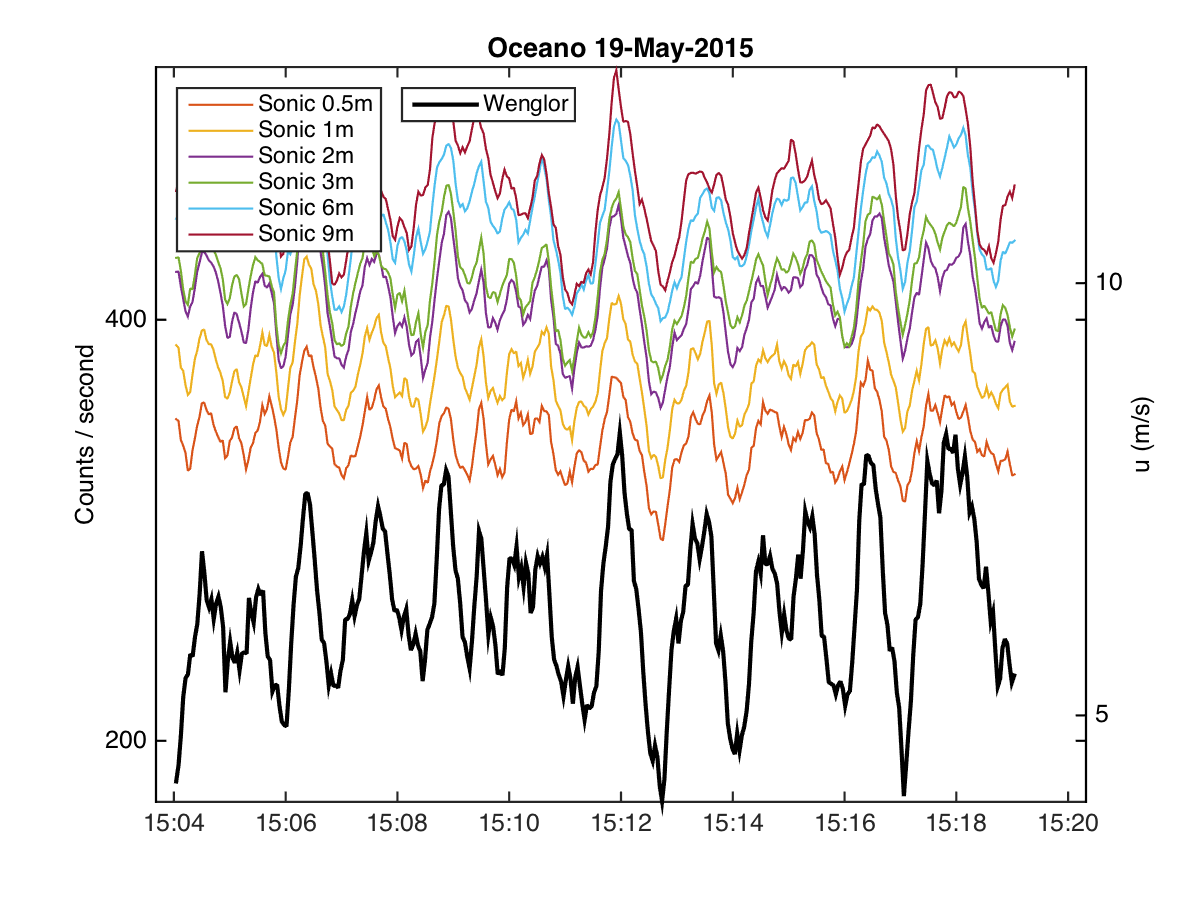 Oceano 19-May-2015
Sonic 0.5m
Sonic 1m
Sonic 2m
Sonic 3m
Sonic 6m
Sonic 9m
Wenglor
Counts / second
400
200
10
5
u (m/s)
15:04 15:06 15:08 15:10 15:12 15:14 15:16 15:18 15:20